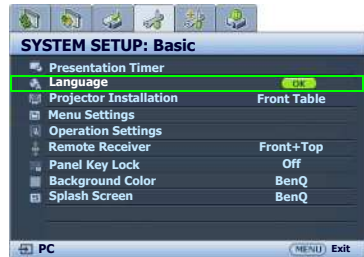 SYSTEM SETUP: Basic
Presentation Timer
Language OK
Projector Installation Front Table
Menu Settings
Operation Settings
Remote Receiver Front+Top
Panel Key Lock Off
Background Color BenQ
Splash Screen BenQ
PC MENU Exit